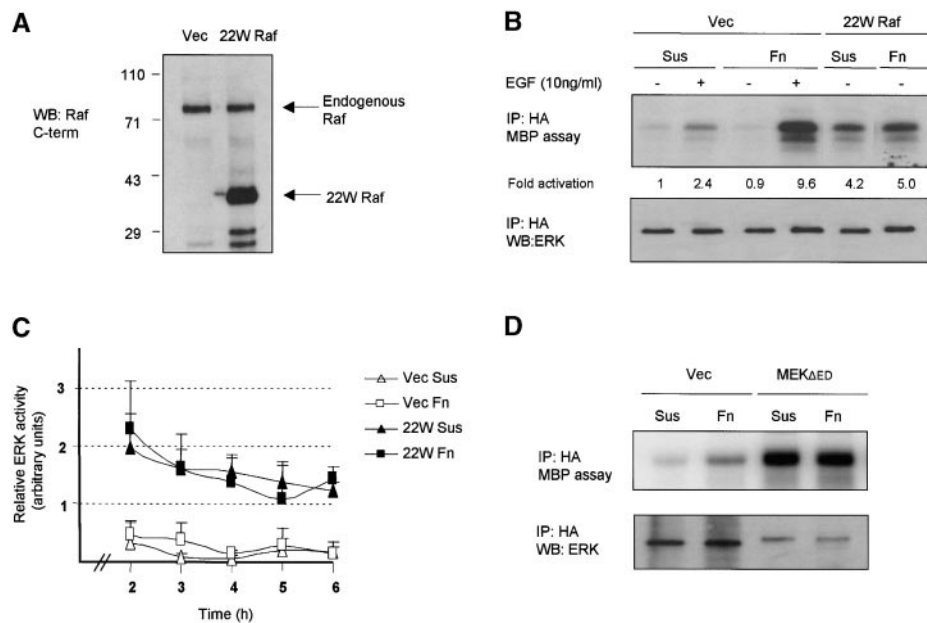 A
Vec 22W Raf
110
71
43
29
WB: Raf
C-term
Endogenous
Raf
22W Raf
B
Vec 22W Raf
Sus Fn Sus Fn
EGF (10ng/ml) - + - + - -
IP: HA
MBP assay
Fold activation 1 2.4 0.9 9.6 4.2 5.0
IP: HA
WB:ERK
C
Relative ERK activity
(arbitrary units)
3
2
1
2 3 4 5 6
Time (h)
Vec Sus
Vec Fn
22W Sus
22W Fn
D
Vec MEKΔED
Sus Fn Sus Fn
IP: HA
MBP assay
IP: HA
WB: ERK